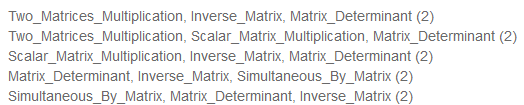 Two_Matrices_Multiplication, Inverse_Matrix, Matrix_Determinant (2)
Two_Matrices_Multiplication, Scalar_Matrix_Multiplication, Matrix_Determinant (2)
Scalar_Matrix_Multiplication, Inverse_Matrix, Matrix_Determinant (2)
Matrix_Determinant, Inverse_Matrix, Simultaneous_By_Matrix (2)
Simultaneous_By_Matrix, Matrix_Determinant, Inverse_Matrix (2)